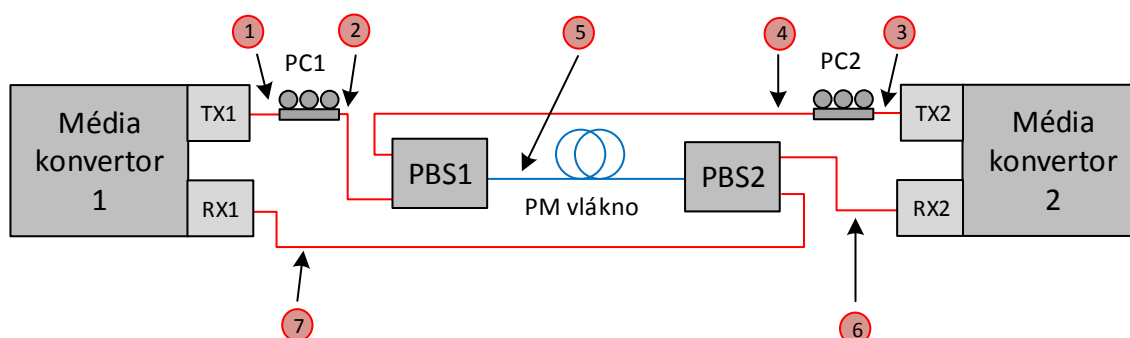 1
2
5
4
3
PC1
PC2
TX1
TX2
Média
konvertor
1
Média
konvertor
2
PBS1
PBS2
PM vlákno
RX1
RX2
7
6